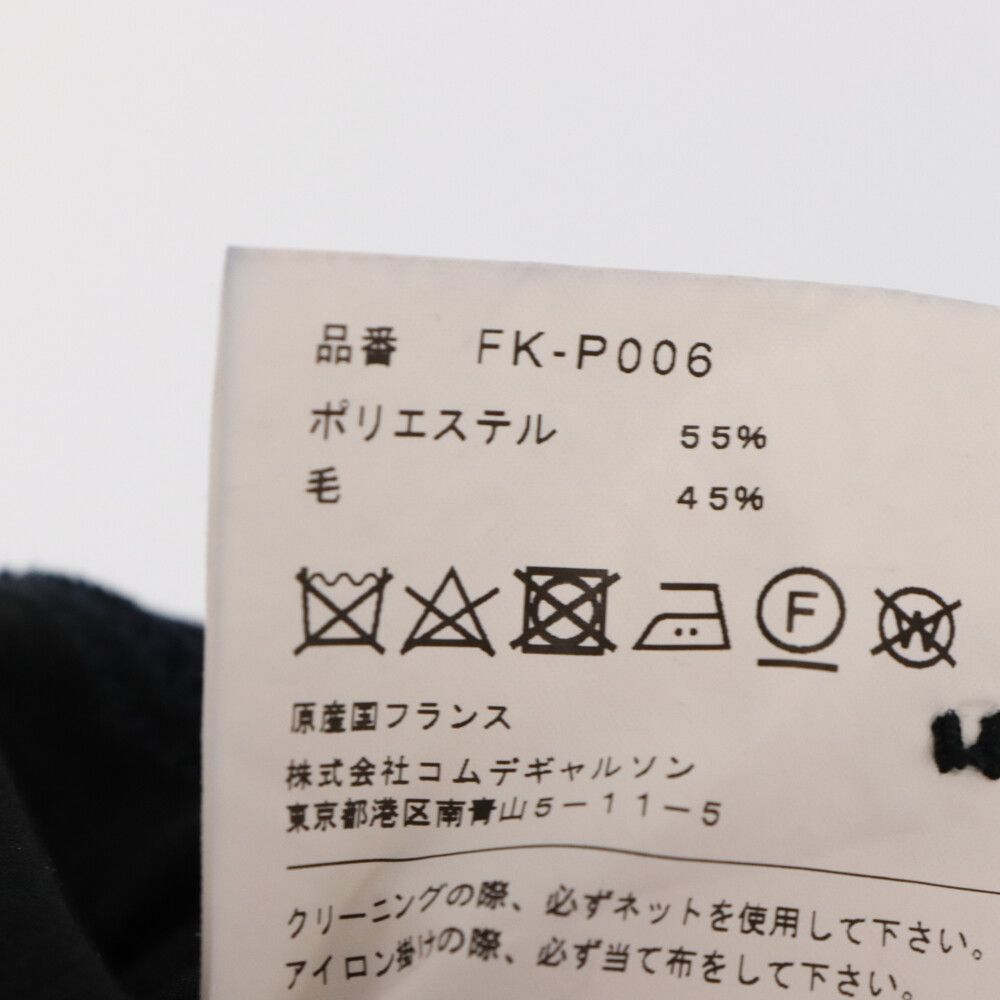 品番 FK-P006
ポリエステル 55%
毛 45%
F W
原産国フランス
株式会社コムデギャルソン
東京都港区南青山5-11-5
クリーニングの際、必ずネットを使用して下さい。
アイロン掛けの際、必ず当て布をして下さい。